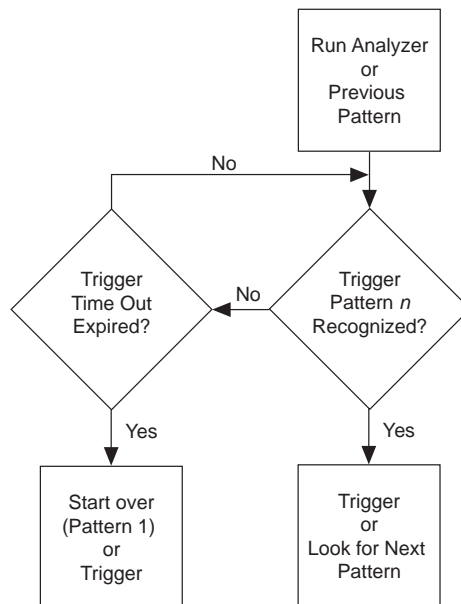 Run Analyzer
or
Previous
Pattern
No
Trigger
Time Out
Expired?
No
Trigger
Pattern n
Recognized?
Yes
Yes
Start over
(Pattern 1)
or
Trigger
Trigger
or
Look for Next
Pattern